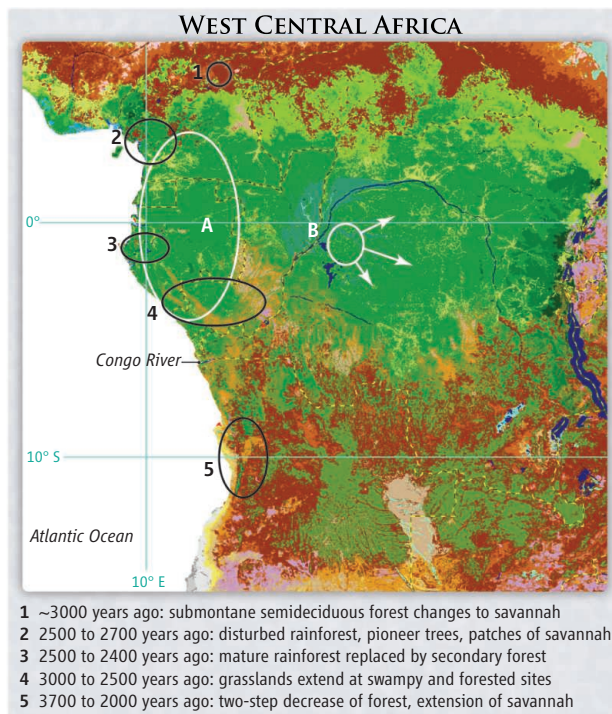 WEST CENTRAL AFRICA
1
2
0°
A
B
3
4
Congo River
10° S
5
Atlantic Ocean
10° E
1 ~3000 years ago: submontane semideciduous forest changes to savannah
2 2500 to 2700 years ago: disturbed rainforest, pioneer trees, patches of savannah
3 2500 to 2400 years ago: mature rainforest replaced by secondary forest
4 3000 to 2500 years ago: grasslands extend at swampy and forested sites
5 3700 to 2000 years ago: two-step decrease of forest, extension of savannah